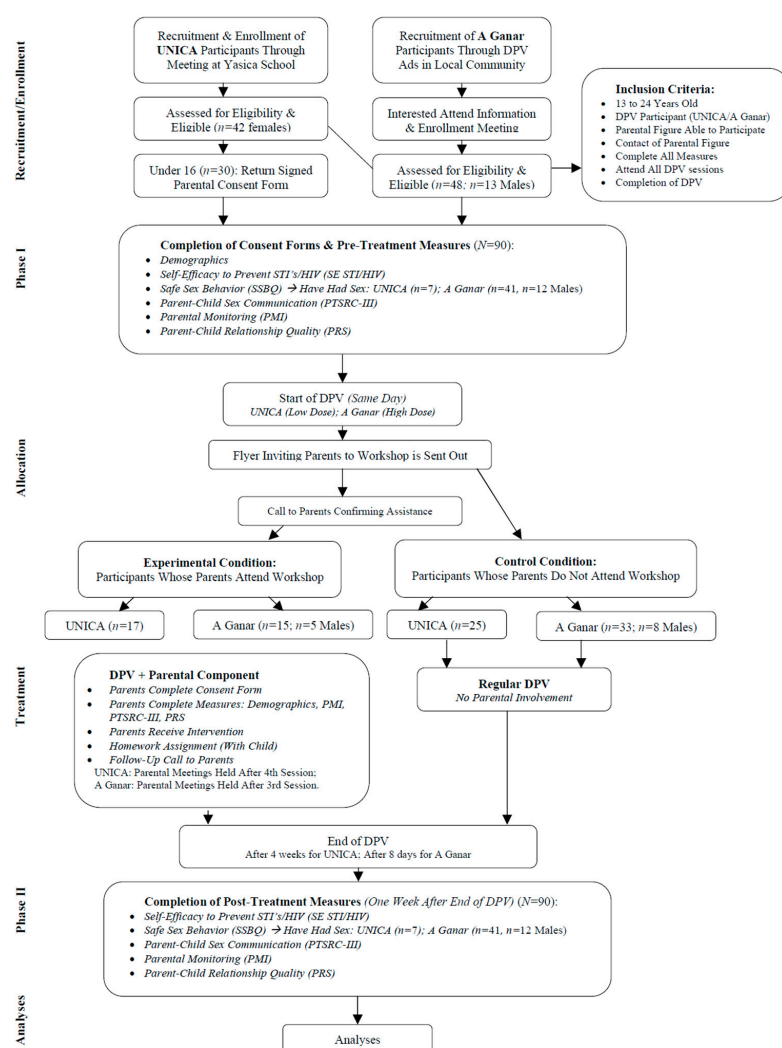 Recruitment/Enrollment
Recruitment & Enrollment of
UNICA Participants Through
Meeting at Yasica School
Recruitment of A Ganar
Participants Through DPV
Ads in Local Community
Assessed for Eligibility &
Eligible (n=42 females)
Interested Attend Information
& Enrollment Meeting
Under 16 (n=30): Return Signed
Parental Consent Form
Assessed for Eligibility &
Eligible (n=48; n=13 Males)
Inclusion Criteria:
• 13 to 24 Years Old
• DPV Participant (UNICA/A Ganar)
• Parental Figure Able to Participate
• Contact of Parental Figure
• Complete All Measures
• Attend All DPV sessions
• Completion of DPV
Phase I
Completion of Consent Forms & Pre-Treatment Measures (N=90):
• Demographics
• Self-Efficacy to Prevent STI's/HIV (SE STI/HIV)
• Safe Sex Behavior (SSBQ) → Have Had Sex: UNICA (n=7); A Ganar (n=41, n=12 Males)
• Parent-Child Sex Communication (PTSRC-III)
• Parental Monitoring (PMI)
• Parent-Child Relationship Quality (PRS)
Allocation
Start of DPV (Same Day)
UNICA (Low Dose); A Ganar (High Dose)
Flyer Inviting Parents to Workshop is Sent Out
Call to Parents Confirming Assistance
Experimental Condition:
Participants Whose Parents Attend Workshop
Control Condition:
Participants Whose Parents Do Not Attend Workshop
UNICA (n=17)
A Ganar (n=15; n=5 Males)
UNICA (n=25)
A Ganar (n=33; n=8 Males)
Treatment
DPV + Parental Component
• Parents Complete Consent Form
• Parents Complete Measures: Demographics, PMI,
PTSRC-III, PRS
• Parents Receive Intervention
• Homework Assignment (With Child)
• Follow-Up Call to Parents
UNICA: Parental Meetings Held After 4th Session;
A Ganar: Parental Meetings Held After 3rd Session.
Regular DPV
No Parental Involvement
End of DPV
After 4 weeks for UNICA; After 8 days for A Ganar
Phase II
Completion of Post-Treatment Measures (One Week After End of DPV) (N=90):
• Self-Efficacy to Prevent STI's/HIV (SE STI/HIV)
• Safe Sex Behavior (SSBQ) → Have Had Sex: UNICA (n=7); A Ganar (n=41, n=12 Males)
• Parent-Child Sex Communication (PTSRC-III)
• Parental Monitoring (PMI)
• Parent-Child Relationship Quality (PRS)
Analyses
Analyses